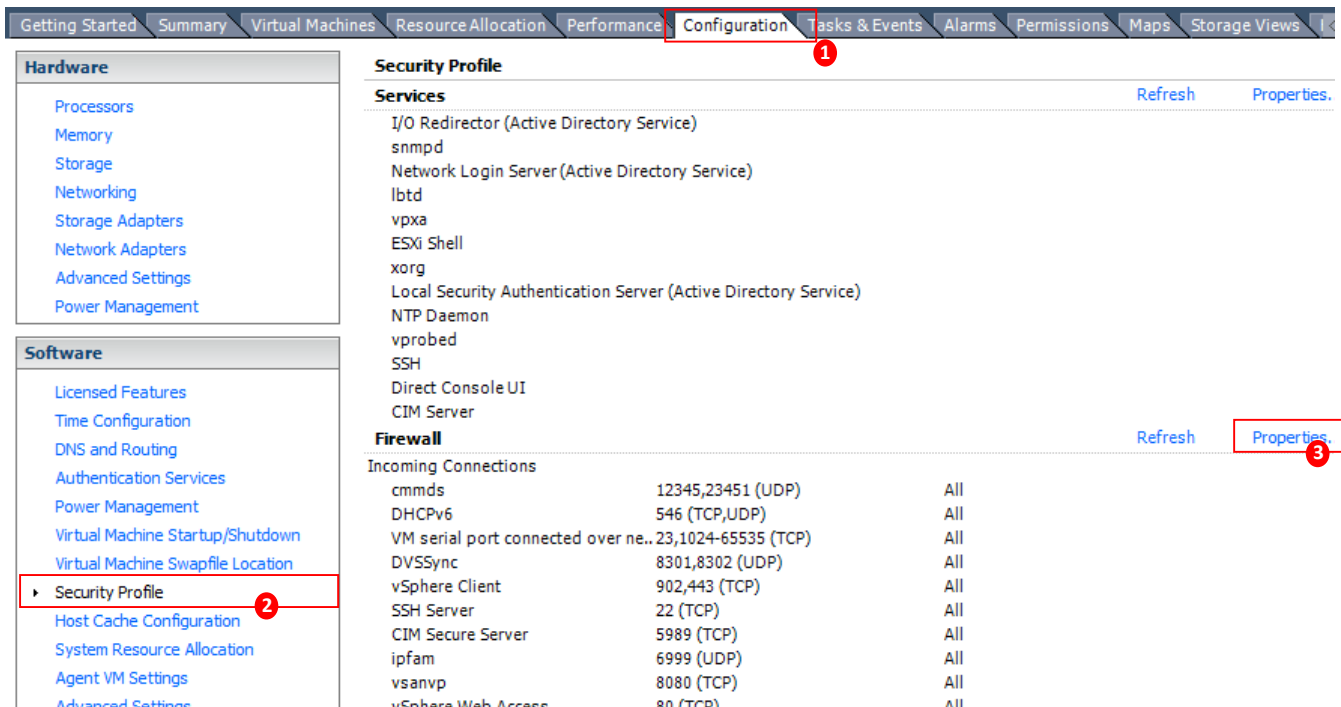 Getting Started Summary Virtual Machines Resource Allocation Performance Configuration Tasks & Events Alarms Permissions Maps Storage Views
1
Hardware
Processors
Memory
Storage
Networking
Storage Adapters
Network Adapters
Advanced Settings
Power Management
Software
Licensed Features
Time Configuration
DNS and Routing
Authentication Services
Power Management
Virtual Machine Startup/Shutdown
Virtual Machine Swapfile Location
Security Profile
2
Host Cache Configuration
System Resource Allocation
Agent VM Settings
Advanced Settings
Security Profile
Services Refresh Properties.
I/O Redirector (Active Directory Service)
snmpd
Network Login Server (Active Directory Service)
lbtd
vpxa
ESXi Shell
xorg
Local Security Authentication Server (Active Directory Service)
NTP Daemon
vprobed
SSH
Direct Console UI
CIM Server
Firewall Refresh Properties.
3
Incoming Connections
cmmds 12345,23451 (UDP) All
DHCPv6 546 (TCP,UDP) All
VM serial port connected over ne.. 23,1024-65535 (TCP) All
DVSSync 8301,8302 (UDP) All
vSphere Client 902,443 (TCP) All
SSH Server 22 (TCP) All
CIM Secure Server 5989 (TCP) All
ipfam 6999 (UDP) All
vsanvp 8080 (TCP) All
vSphere Web Access 80 (TCP) All